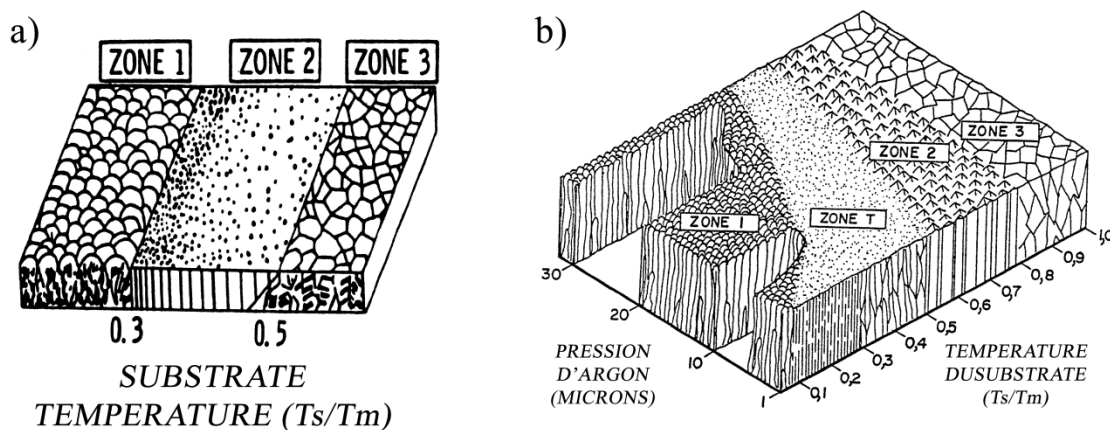 a)
ZONE 1
ZONE 2
ZONE 3
0.3
0.5
SUBSTRATE
TEMPERATURE (Ts/Tm)
b)
ZONE 3
ZONE 2
ZONE 1
ZONE T
30
20
10
1
0,1
0,2
0,3
0,4
0,5
0,6
0,7
0,8
0,9
1,0
PRESSION
D'ARGON
(MICRONS)
TEMPERATURE
DUSUBSTRATE
(Ts/Tm)